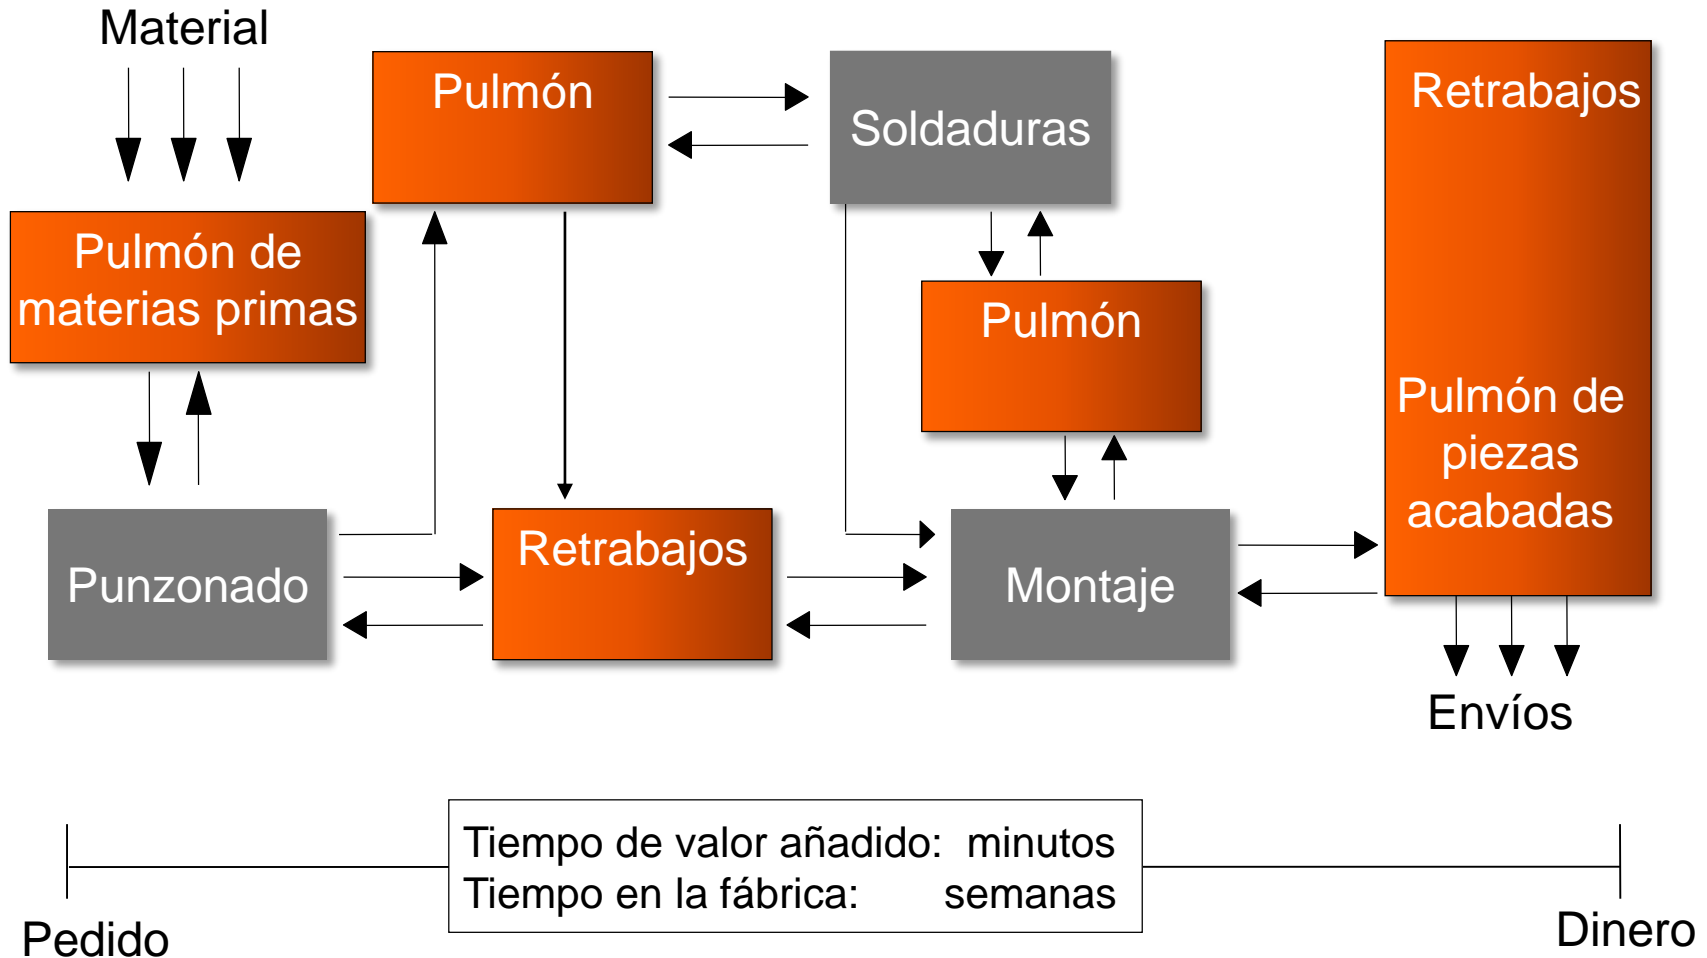 Material
Pulmón
Soldaduras
Retrabajos
Pulmón de
materias primas
Pulmón
Pulmón de
piezas
acabadas
Punzonado
Retrabajos
Montaje
Envíos
Tiempo de valor añadido: minutos
Tiempo en la fábrica: semanas
Pedido
Dinero